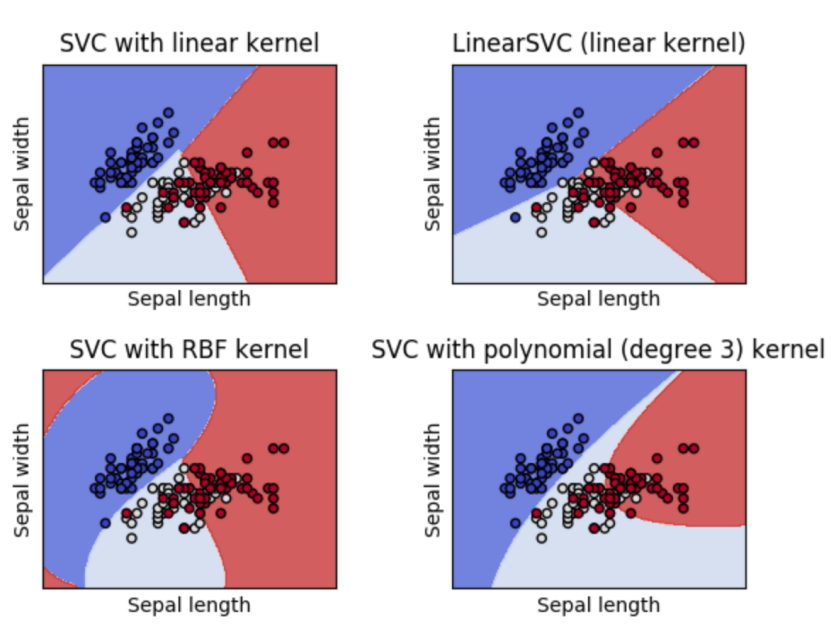 SVC with linear kernel
LinearSVC (linear kernel)
Sepal width
Sepal width
Sepal length
Sepal length
SVC with RBF kernel
SVC with polynomial (degree 3) kernel
Sepal width
Sepal width
Sepal length
Sepal length